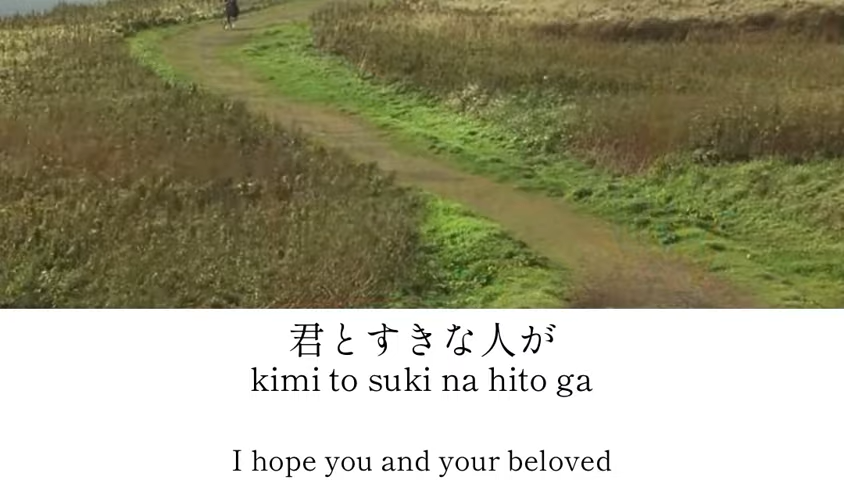 君とすきな人が
kimi to suki na hito ga
I hope you and your beloved